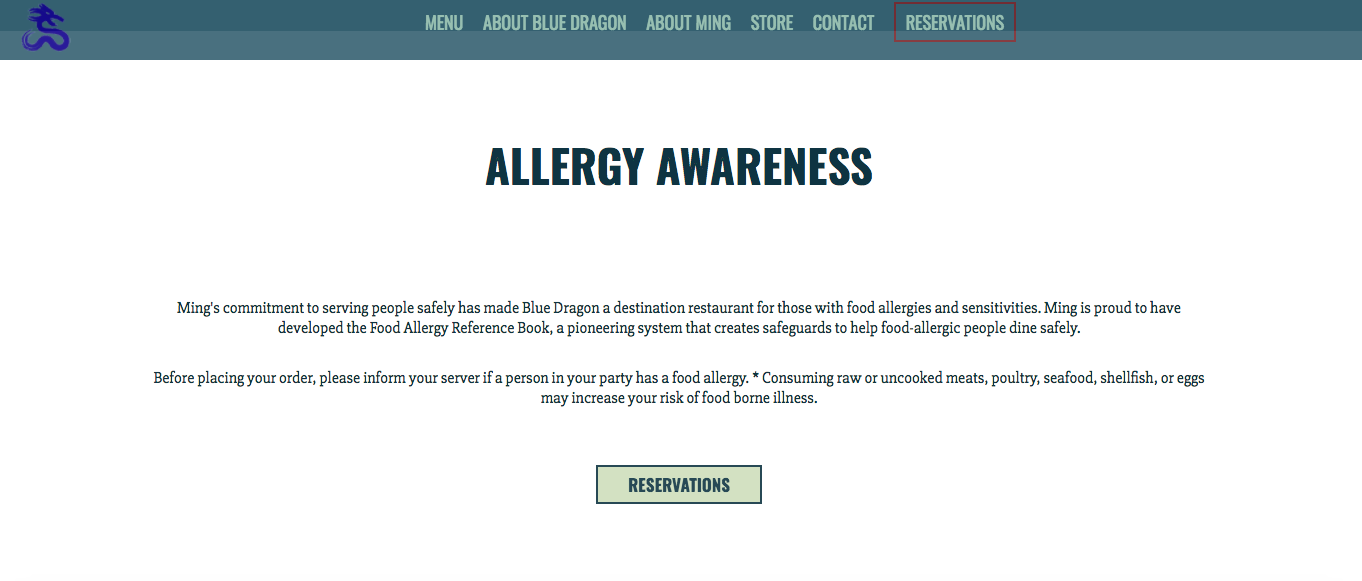 MENU ABOUT BLUE DRAGON ABOUT MING STORE CONTACT RESERVATIONS
ALLERGY AWARENESS
Ming's commitment to serving people safely has made Blue Dragon a destination restaurant for those with food allergies and sensitivities. Ming is proud to have
developed the Food Allergy Reference Book, a pioneering system that creates safeguards to help food-allergic people dine safely.
Before placing your order, please inform your server if a person in your party has a food allergy. * Consuming raw or uncooked meats, poultry, seafood, shellfish, or eggs
may increase your risk of food borne illness.
RESERVATIONS